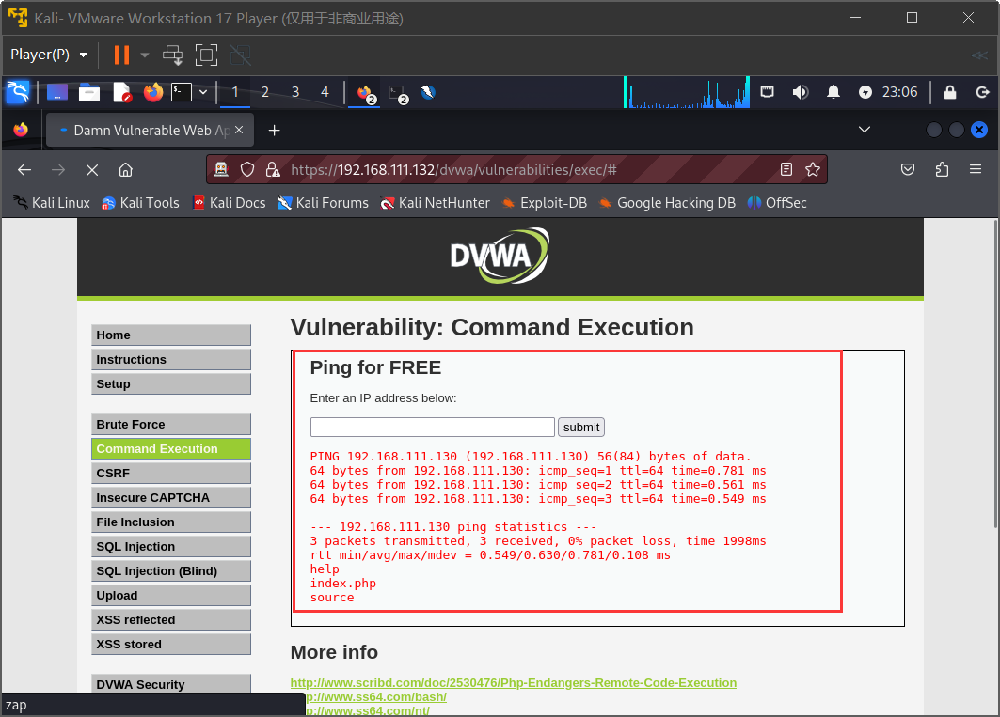 Kali- VMware Workstation 17 Player (仅用于非商业用途)
Player(P)
1 2 3 4 2 2 23:06
Damn Vulnerable Web Ap
https://192.168.111.132/dvwa/vulnerabilities/exec/#
Kali Linux Kali Tools Kali Docs Kali Forums Kali NetHunter Exploit-DB Google Hacking DB OffSec
DVWA
Home
Instructions
Setup
Brute Force
Command Execution
CSRF
Insecure CAPTCHA
File Inclusion
SQL Injection
SQL Injection (Blind)
Upload
XSS reflected
XSS stored
DVWA Security
Vulnerability: Command Execution
Ping for FREE
Enter an IP address below:
submit
PING 192.168.111.130 (192.168.111.130) 56(84) bytes of data.
64 bytes from 192.168.111.130: icmp_seq=1 ttl=64 time=0.781 ms
64 bytes from 192.168.111.130: icmp_seq=2 ttl=64 time=0.561 ms
64 bytes from 192.168.111.130: icmp_seq=3 ttl=64 time=0.549 ms
--- 192.168.111.130 ping statistics ---
3 packets transmitted, 3 received, 0% packet loss, time 1998ms
rtt min/avg/max/mdev = 0.549/0.630/0.781/0.108 ms
help
index.php
source
More info
http://www.scribd.com/doc/2530476/Php-Endangers-Remote-Code-Execution
p://www.ss64.com/bash/
p://www.ss64.com/nt/
zap